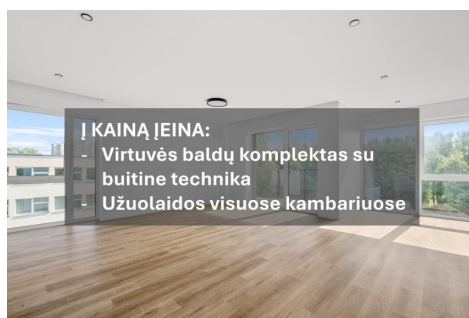 Į KAINĄ ĮEINA:
- Virtuvės baldų komplektas su
buitine technika
- Užuolaidos visuose kambariuose